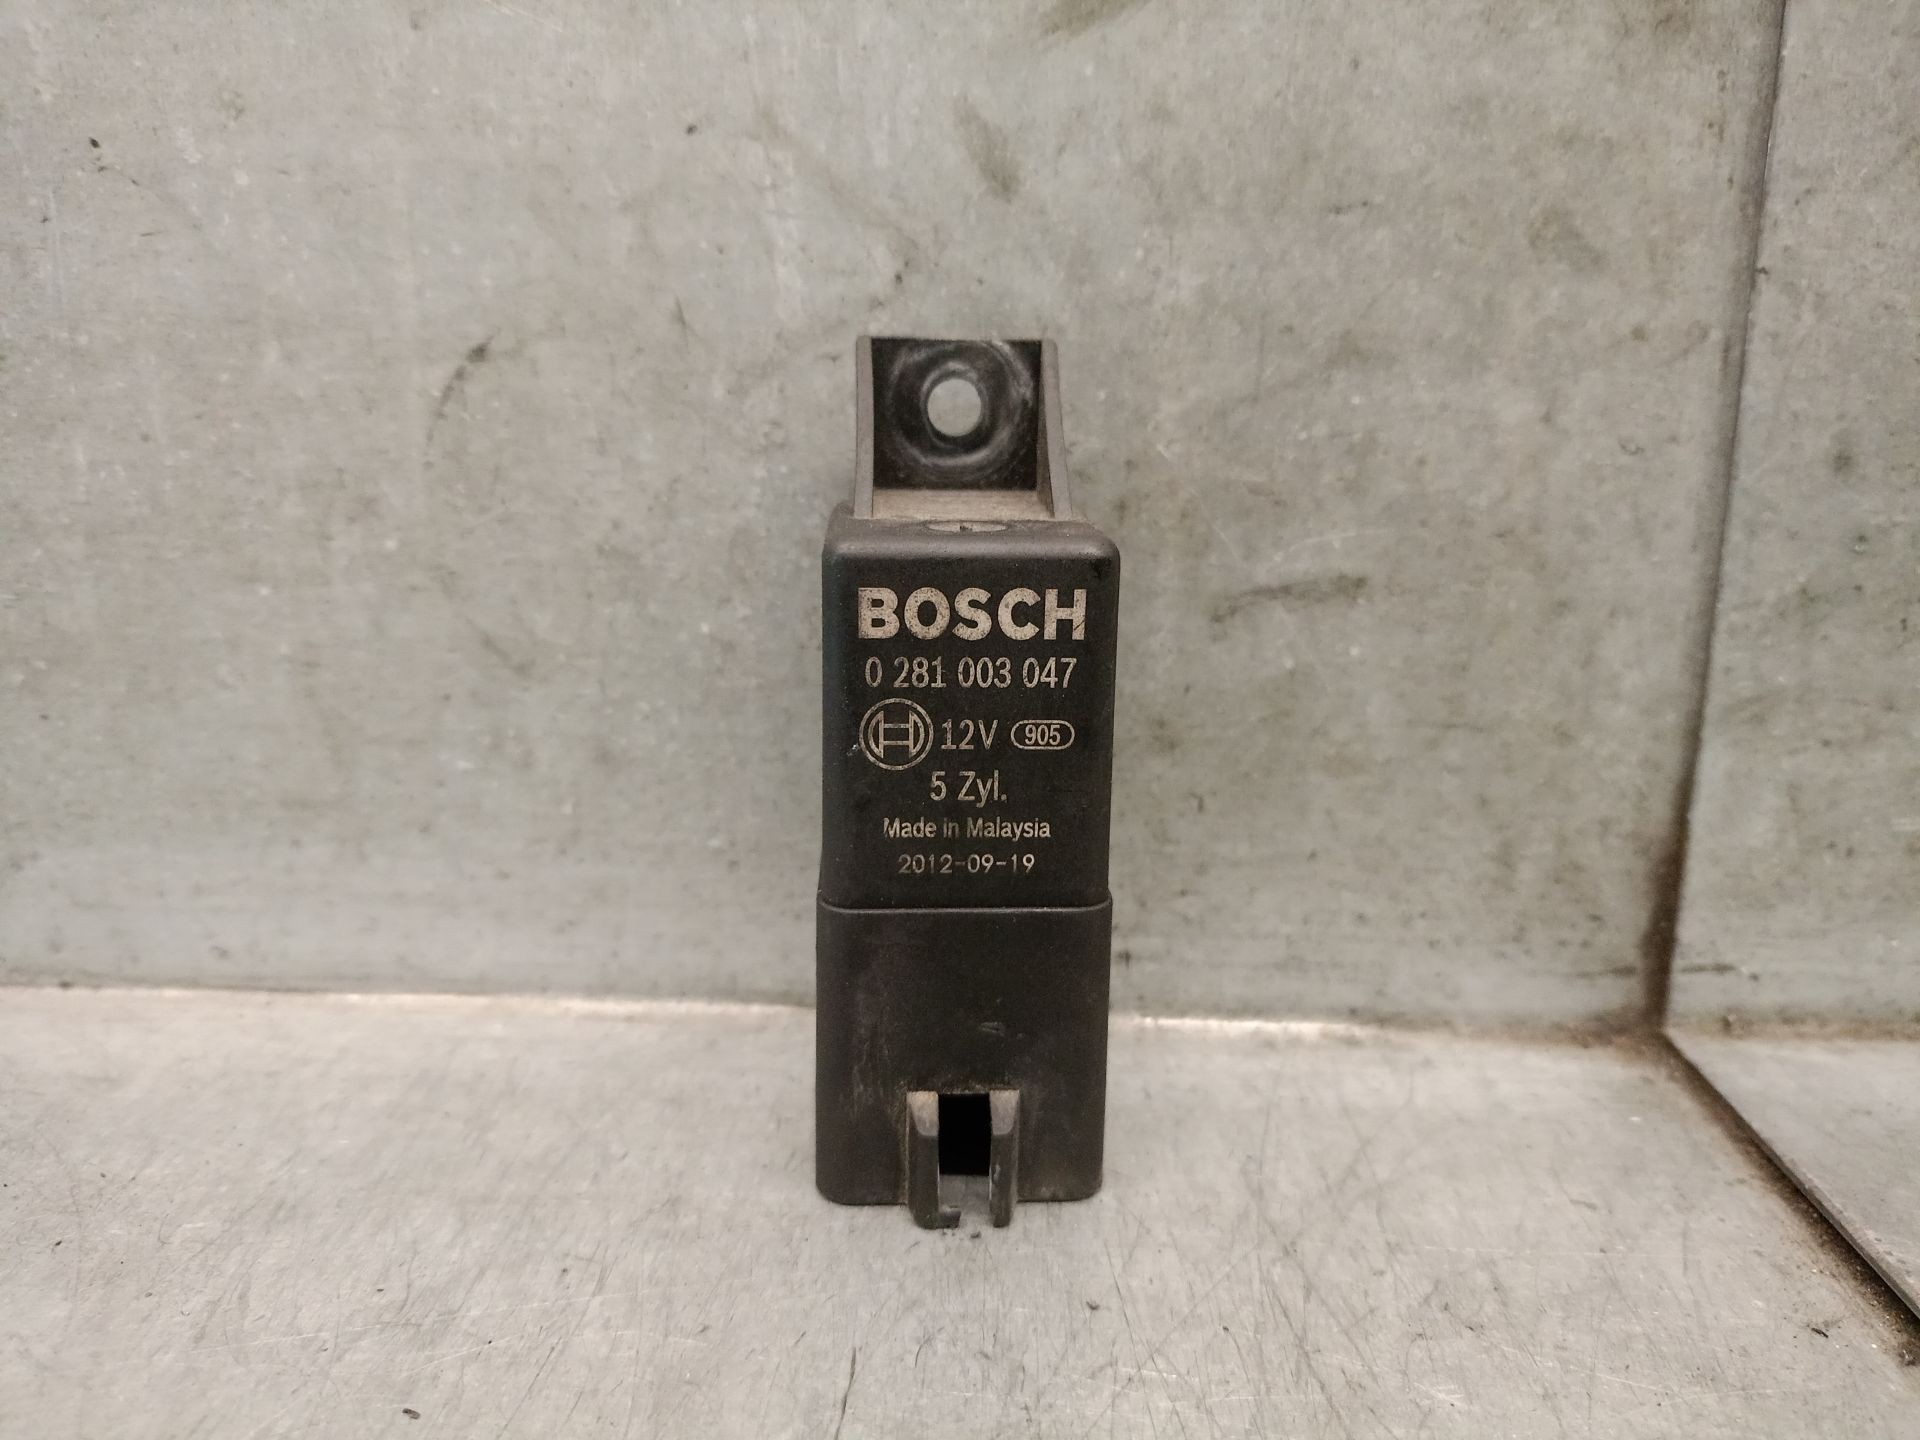 BOSCH
0 281 003 047
12V 905
5 Zyl.
Made in Malaysia
2012-09-19